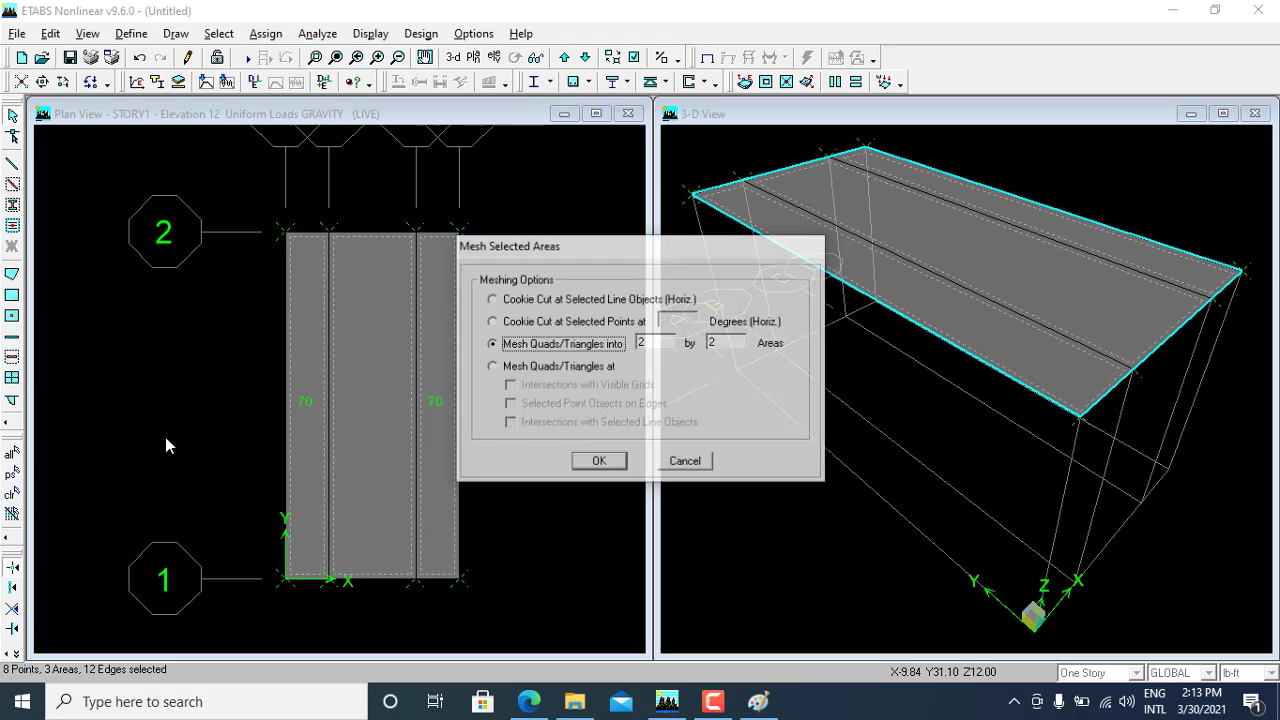 ETABS Nonlinear v9.6.0 - (Untitled)
File Edit View Define Draw Select Assign Analyze Display Design Options Help
3-d
Plan View - STORY1 - Elevation 12 Uniform Loads GRAVITY (LIVE)
3-D View
2
70
70
1
Y
X
Mesh Selected Areas
Meshing Options
Cookie Cut at Selected Line Objects (Horiz.)
Cookie Cut at Selected Points at Degrees (Horiz.)
Mesh Quads/Triangles into 2 by 2 Areas
Mesh Quads/Triangles at
Intersections with Visible Grids
Selected Point Objects on Edges
Intersections with Selected Line Objects
OK Cancel
Y Z X
all
ps
clr
8 Points, 3 Areas, 12 Edges selected
X-9.84 Y31.10 Z12.00
One Story
GLOBAL
lb-ft
Type here to search
ENG
INTL
2:13 PM
3/30/2021
1